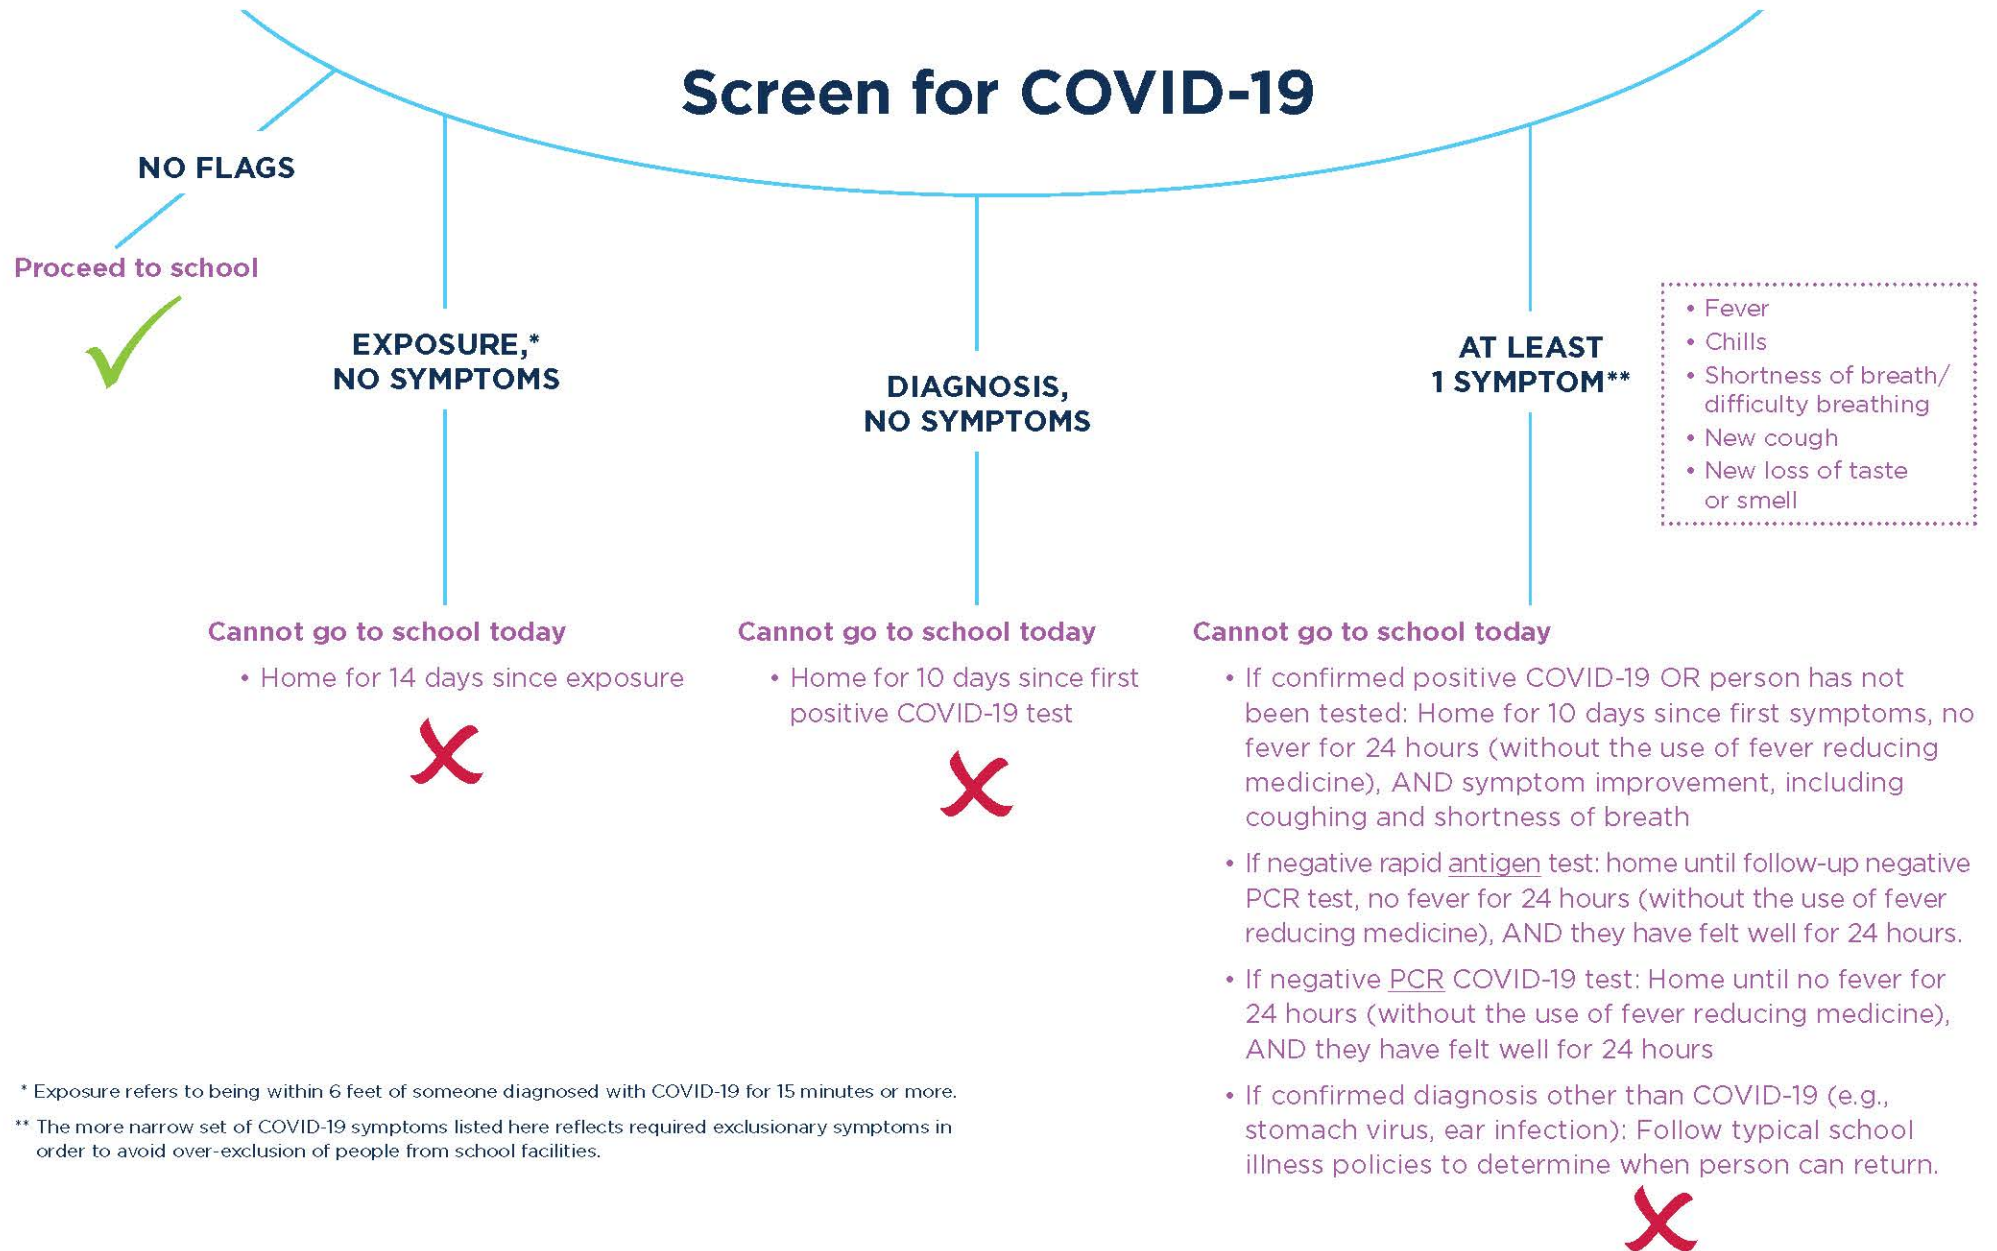 Screen for COVID-19
NO FLAGS
Proceed to school
EXPOSURE,*
NO SYMPTOMS
Cannot go to school today
• Home for 14 days since exposure
DIAGNOSIS,
NO SYMPTOMS
Cannot go to school today
• Home for 10 days since first
positive COVID-19 test
AT LEAST
1 SYMPTOM**
• Fever
• Chills
• Shortness of breath/
difficulty breathing
• New cough
• New loss of taste
or smell
Cannot go to school today
• If confirmed positive COVID-19 OR person has not
been tested: Home for 10 days since first symptoms, no
fever for 24 hours (without the use of fever reducing
medicine), AND symptom improvement, including
coughing and shortness of breath
• If negative rapid antigen test: home until follow-up negative
PCR test, no fever for 24 hours (without the use of fever
reducing medicine), AND they have felt well for 24 hours.
• If negative PCR COVID-19 test: Home until no fever for
24 hours (without the use of fever reducing medicine),
AND they have felt well for 24 hours
• If confirmed diagnosis other than COVID-19 (e.g.,
stomach virus, ear infection): Follow typical school
illness policies to determine when person can return.
* Exposure refers to being within 6 feet of someone diagnosed with COVID-19 for 15 minutes or more.
** The more narrow set of COVID-19 symptoms listed here reflects required exclusionary symptoms in
order to avoid over-exclusion of people from school facilities.